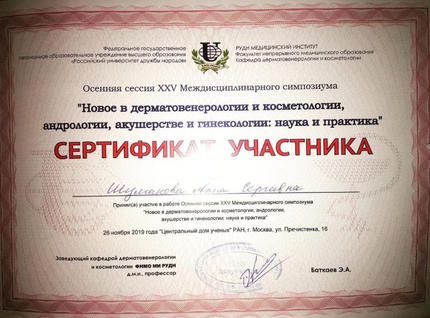 Федеральное государственное
образовательное учреждение высшего образования
«Российский университет дружбы народов»
РУДН МЕДИЦИНСКИЙ ИНСТИТУТ
Факультет непрерывного медицинского образования
Кафедра дерматовенерологии и косметологии
Осенняя сессия XXV Междисциплинарного симпозиума
"Новое в дерматовенерологии и косметологии,
андрологии, акушерстве и гинекологии: наука и практика"
СЕРТИФИКАТ УЧАСТНИКА
Анна Сергеевна
Принял(а) участие в работе Осенней сессии XXV Междисциплинарного симпозиума
"Новое в дерматовенерологии и косметологии, андрологии,
акушерстве и гинекологии: наука и практика"
28 ноября 2019 года "Центральный дом ученых" РАН, г. Москва, ул. Пречистенка, 16
Заведующий кафедрой дерматовенерологии
и косметологии ФНМО МИ РУДН
д.м.н., профессор
Баткаев Э.А.